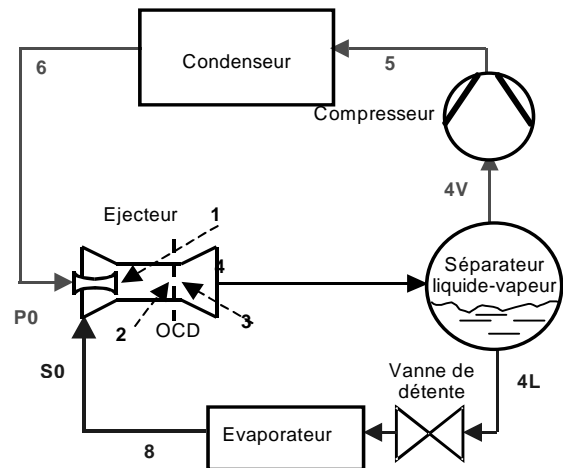 6
Condenseur
5
Compresseur
4V
Ejecteur
1
4
Séparateur
liquide-vapeur
P0
2
OCD
3
S0
Vanne de
détente
4L
Evaporateur
8